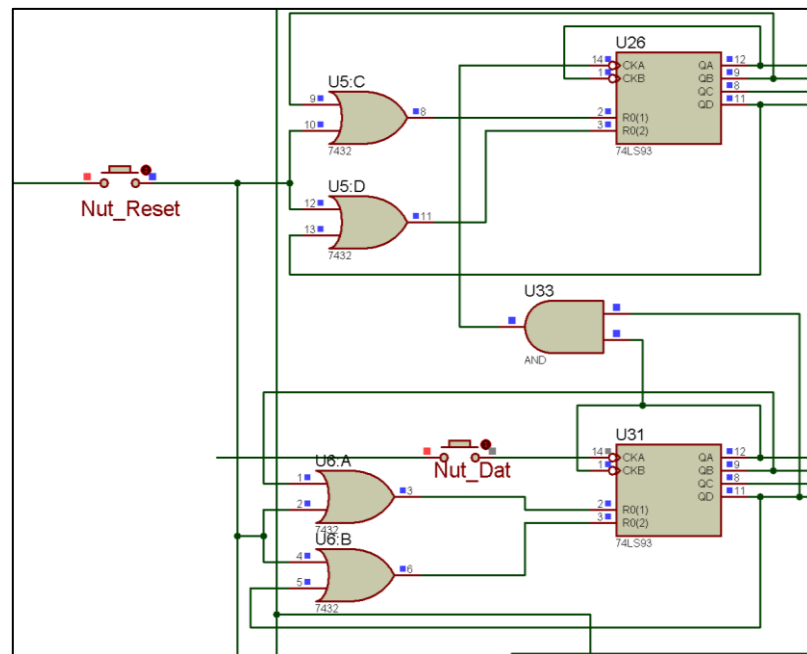 U26
14 CKA QA 12
1 CKB QB 9
QC 8
QD 11
2 R0(1)
3 R0(2)
74LS93
U5:C
9 8
10
7432
Nut_Reset
U5:D
12 11
13
7432
U33
AND
U31
14 CKA QA 12
1 CKB QB 9
QC 8
QD 11
2 R0(1)
3 R0(2)
74LS93
Nut_Dat
U6:A
1 3
2
7432
U6:B
4 6
5
7432